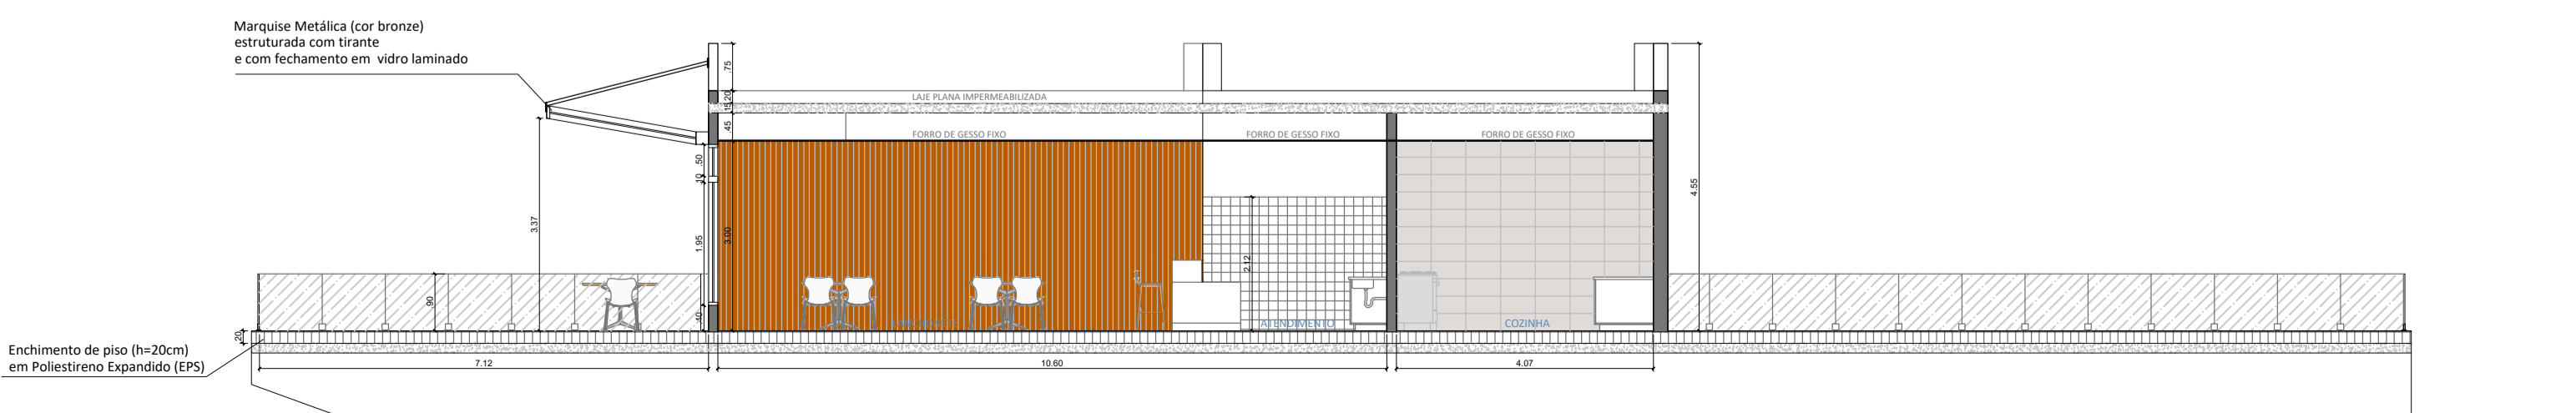 Marquise Metálica (cor bronze)
estruturada com tirante
e com fechamento em vidro laminado
.75
.20
.15
LAJE PLANA IMPERMEABILIZADA
.45
FORRO DE GESSO FIXO
FORRO DE GESSO FIXO
FORRO DE GESSO FIXO
.50
.10
4.55
3.37
1.95
3.00
2.12
.90
.40
ATENDIMENTO
COZINHA
.20
Enchimento de piso (h=20cm)
em Poliestireno Expandido (EPS)
7.12
10.60
4.07